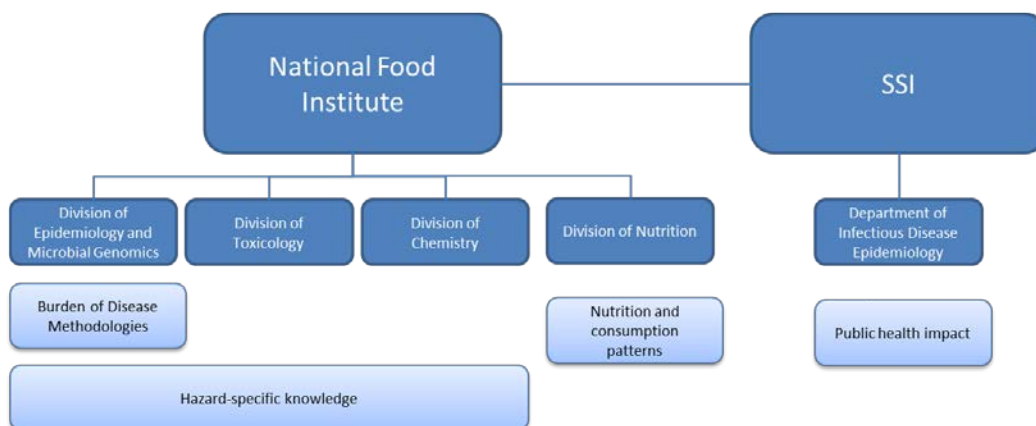 National Food
Institute
SSI
Division of
Epidemiology and
Microbial Genomics
Division of
Toxicology
Division of
Chemistry
Division of Nutrition
Department of
Infectious Disease
Epidemiology
Burden of Disease
Methodologies
Nutrition and
consumption
patterns
Public health impact
Hazard-specific knowledge